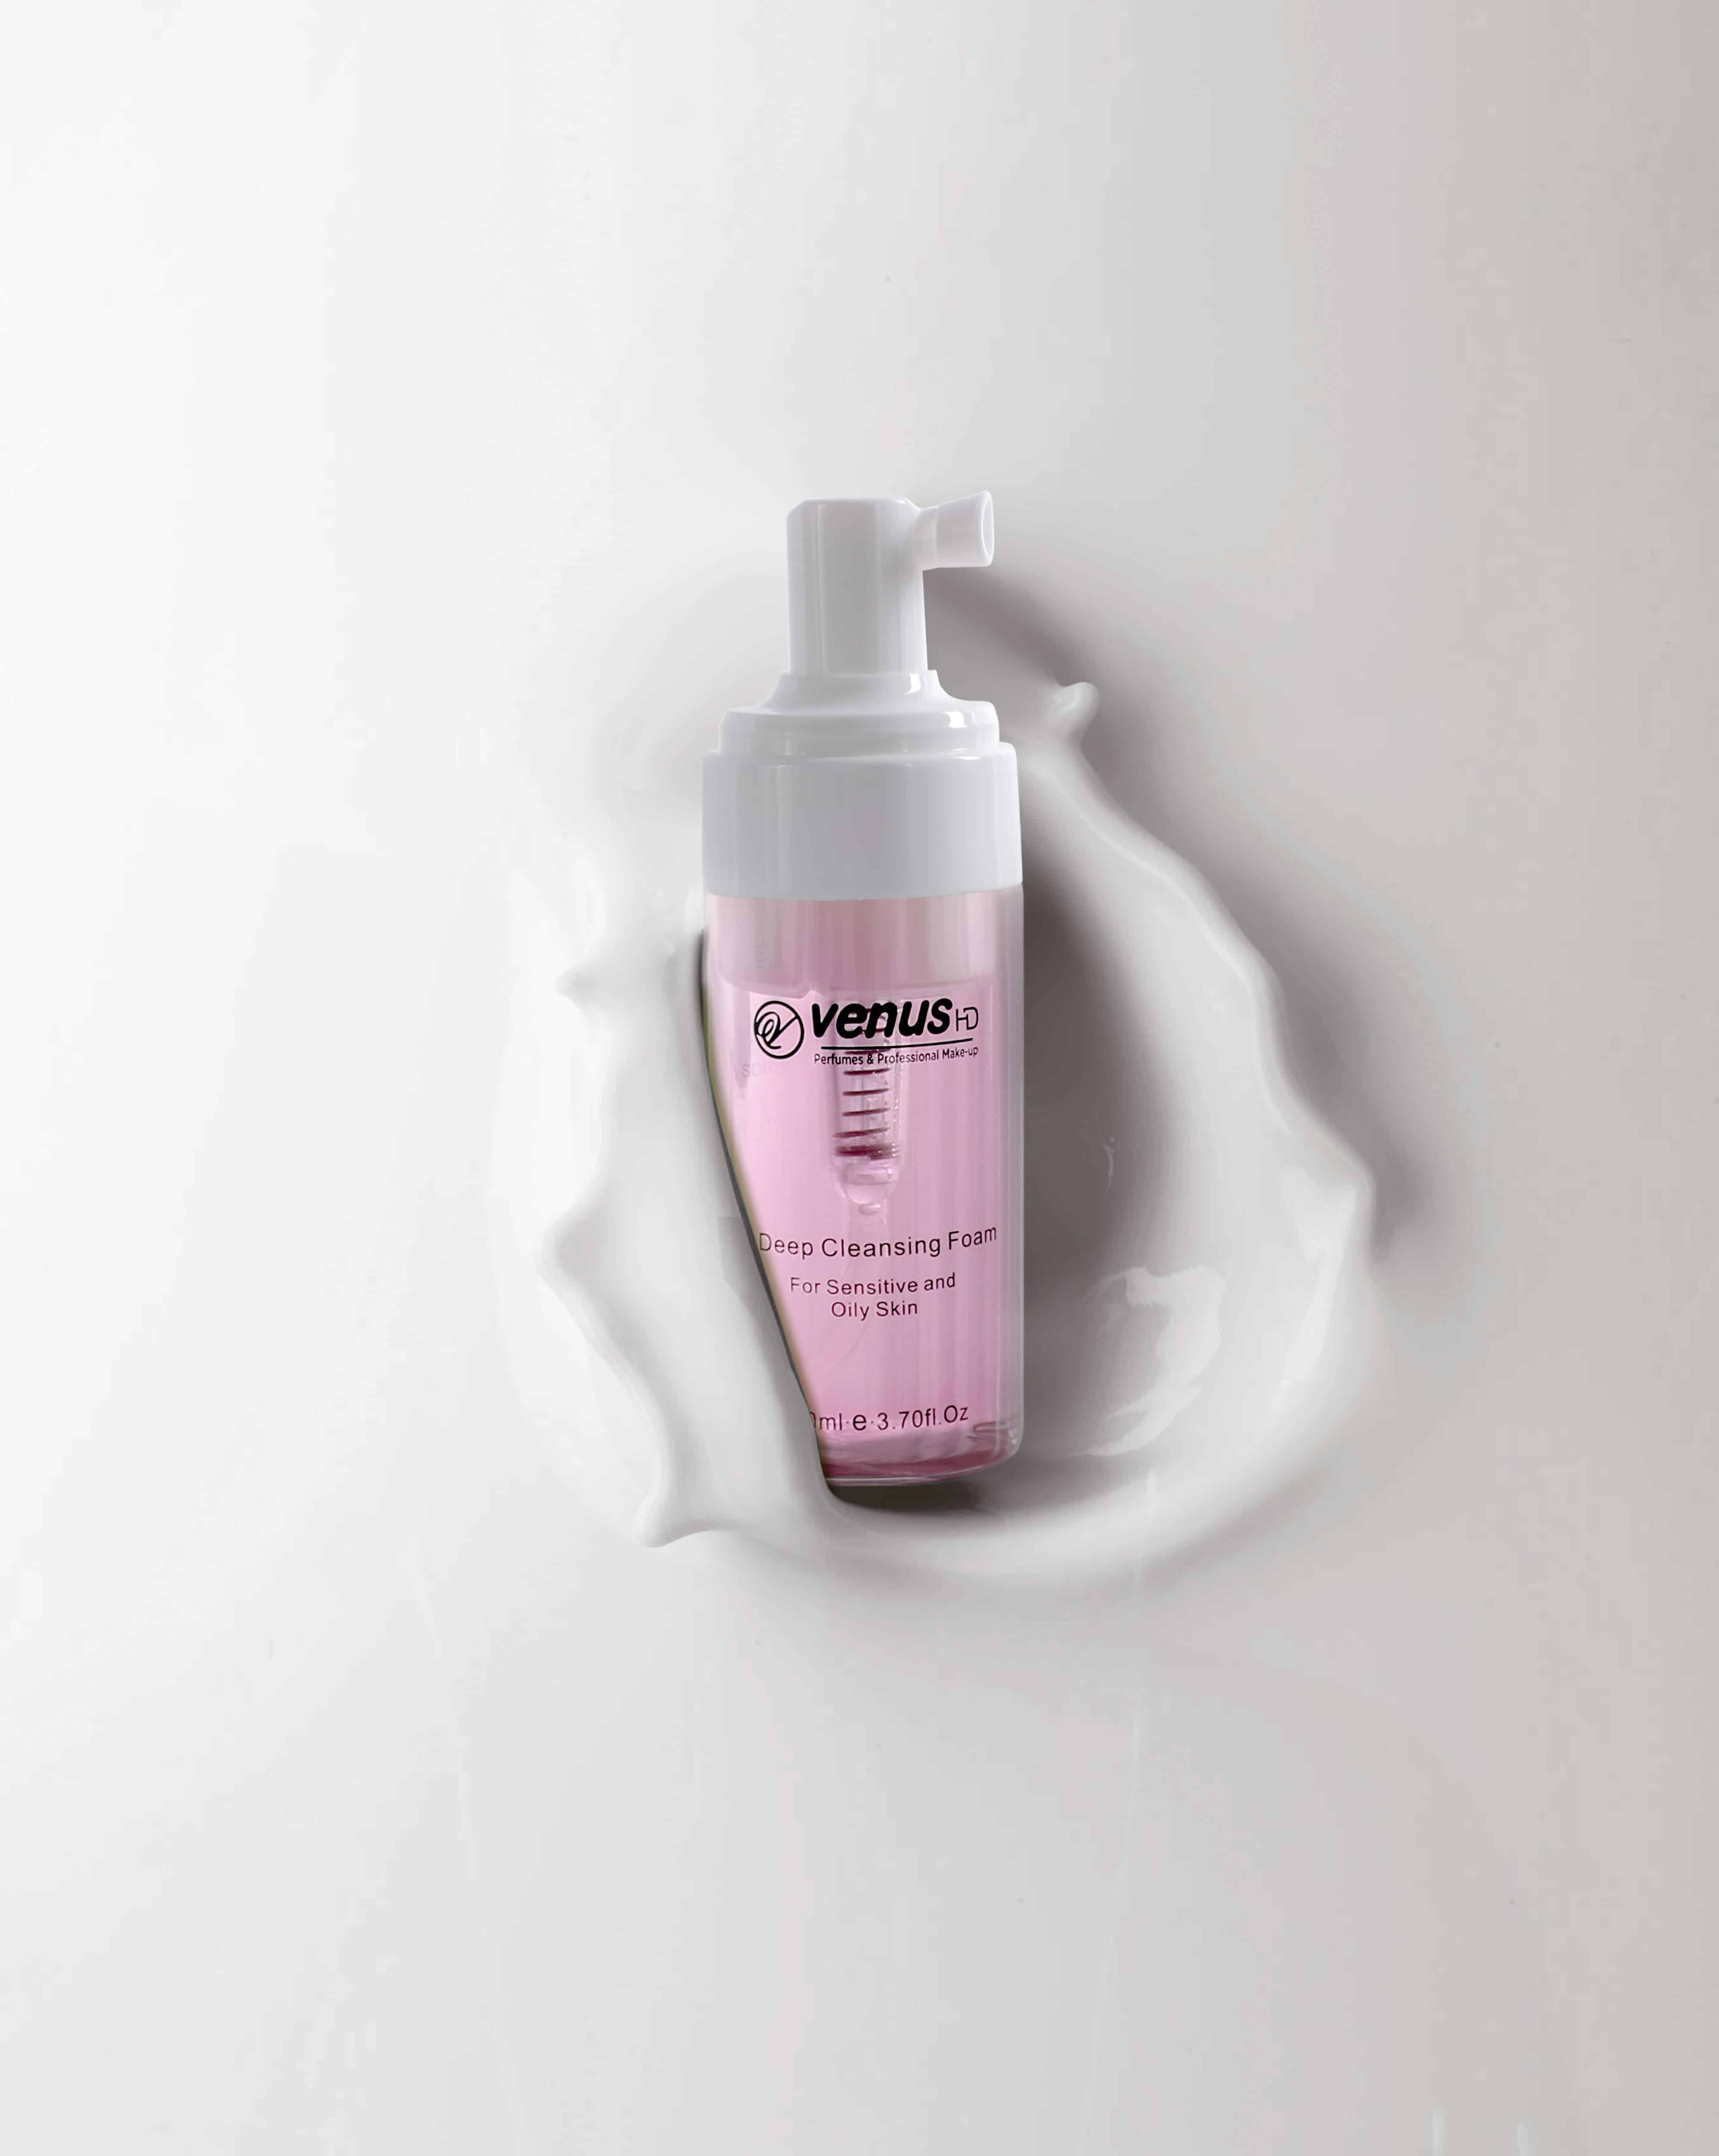 venus HD
Perfumes & Professional Make-up
Deep Cleansing Foam
For Sensitive and
Oily Skin
ml e 3.70fl.Oz